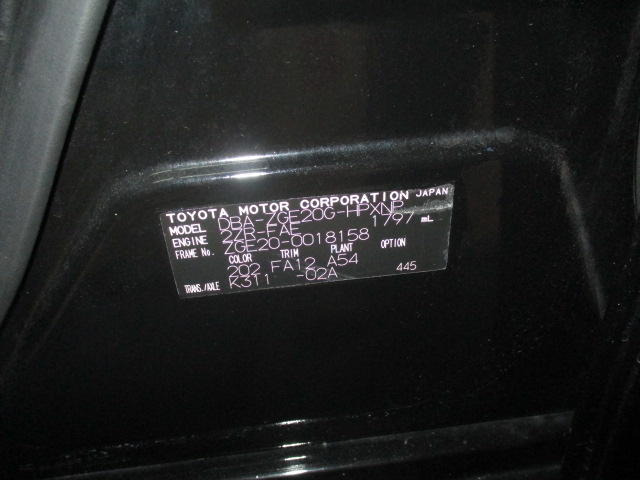 TOYOTA MOTOR CORPORATION JAPAN
MODEL DBA-ZGE20G-HPXNP
ENGINE 2ZR-FAE 1797 mL
FRAME No. ZGE20-0018158
COLOR TRIM PLANT OPTION
202 FA12 A54 445
TRANS./AXLE K311 -02A